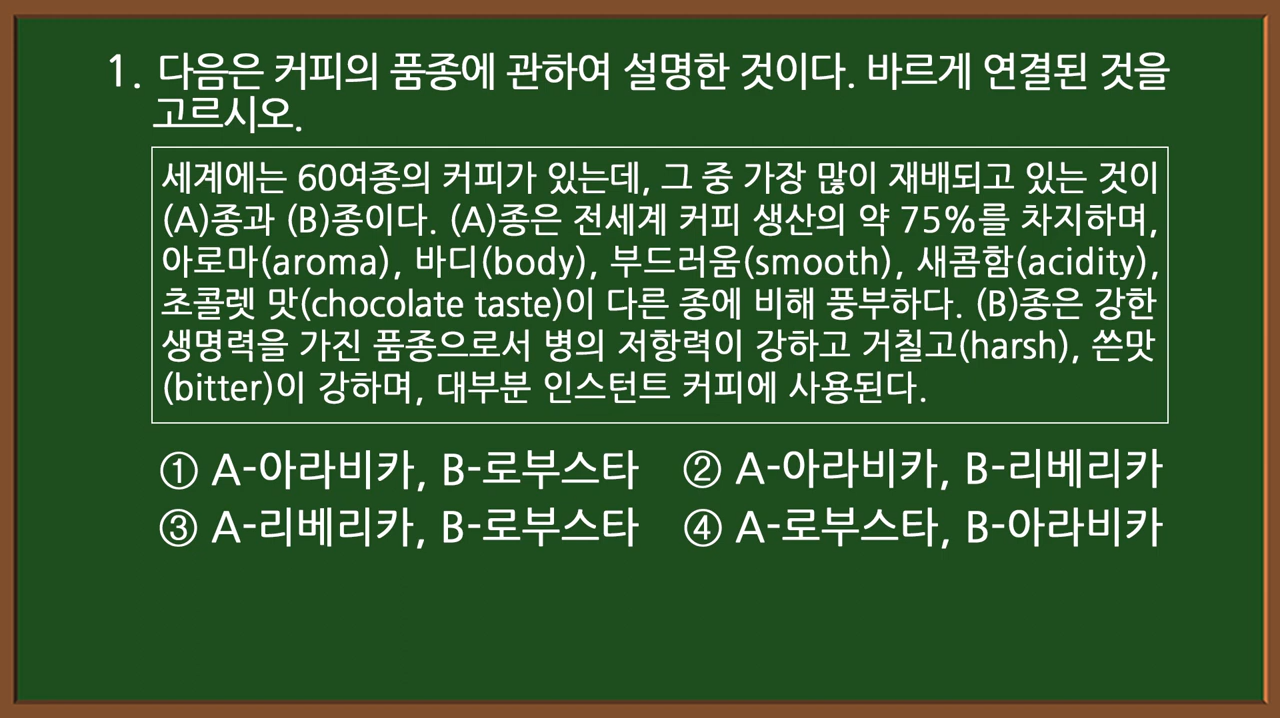 1. 다음은 커피의 품종에 관하여 설명한 것이다. 바르게 연결된 것을
고르시오.
세계에는 60여종의 커피가 있는데, 그 중 가장 많이 재배되고 있는 것이
(A)종과 (B)종이다. (A)종은 전세계 커피 생산의 약 75%를 차지하며,
아로마(aroma), 바디(body), 부드러움(smooth), 새콤함(acidity),
초콜렛 맛(chocolate taste)이 다른 종에 비해 풍부하다. (B)종은 강한
생명력을 가진 품종으로서 병의 저항력이 강하고 거칠고(harsh), 쓴맛
(bitter)이 강하며, 대부분 인스턴트 커피에 사용된다.
① A-아라비카, B-로부스타 ② A-아라비카, B-리베리카
③ A-리베리카, B-로부스타 ④ A-로부스타, B-아라비카